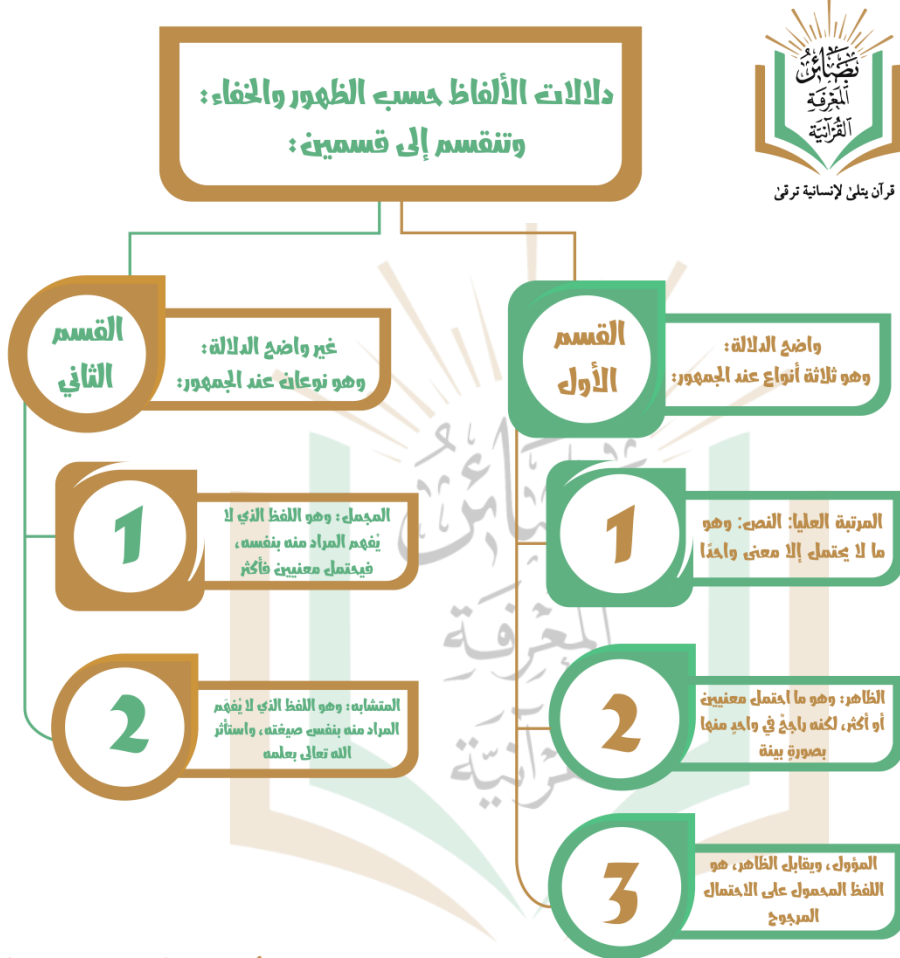 بصائر
المعرفة
القرآنية
قرآن يتلىٰ لإنسانية ترقىٰ
دلالات الألفاظ حسب الظهور والخفاء:
وتنقسم إلى قسمين:
القسم
الأول
واضح الدلالة:
وهو ثلاثة أنواع عند الجمهور:
1
المرتبة العليا: النص: وهو
ما لا يحتمل إلا معنى واحدًا
2
الظاهر: وهو ما احتمل معنيين
أو أكثر، لكنه راجحٌ في واحدٍ منها
بصورةٍ بينة
3
المؤول، ويقابل الظاهر، هو
اللفظ المحمول على الاحتمال
المرجوح
القسم
الثاني
غير واضح الدلالة:
وهو نوعان عند الجمهور:
1
المجمل: وهو اللفظ الذي لا
يُفهم المراد منه بنفسه،
فيحتمل معنيين فأكثر
2
المتشابه: وهو اللفظ الذي لا يُفهَم
المراد منه بنفس صيغته، واستأثر
الله تعالى بعلمه
بصائر
المعرفة
القرآنية